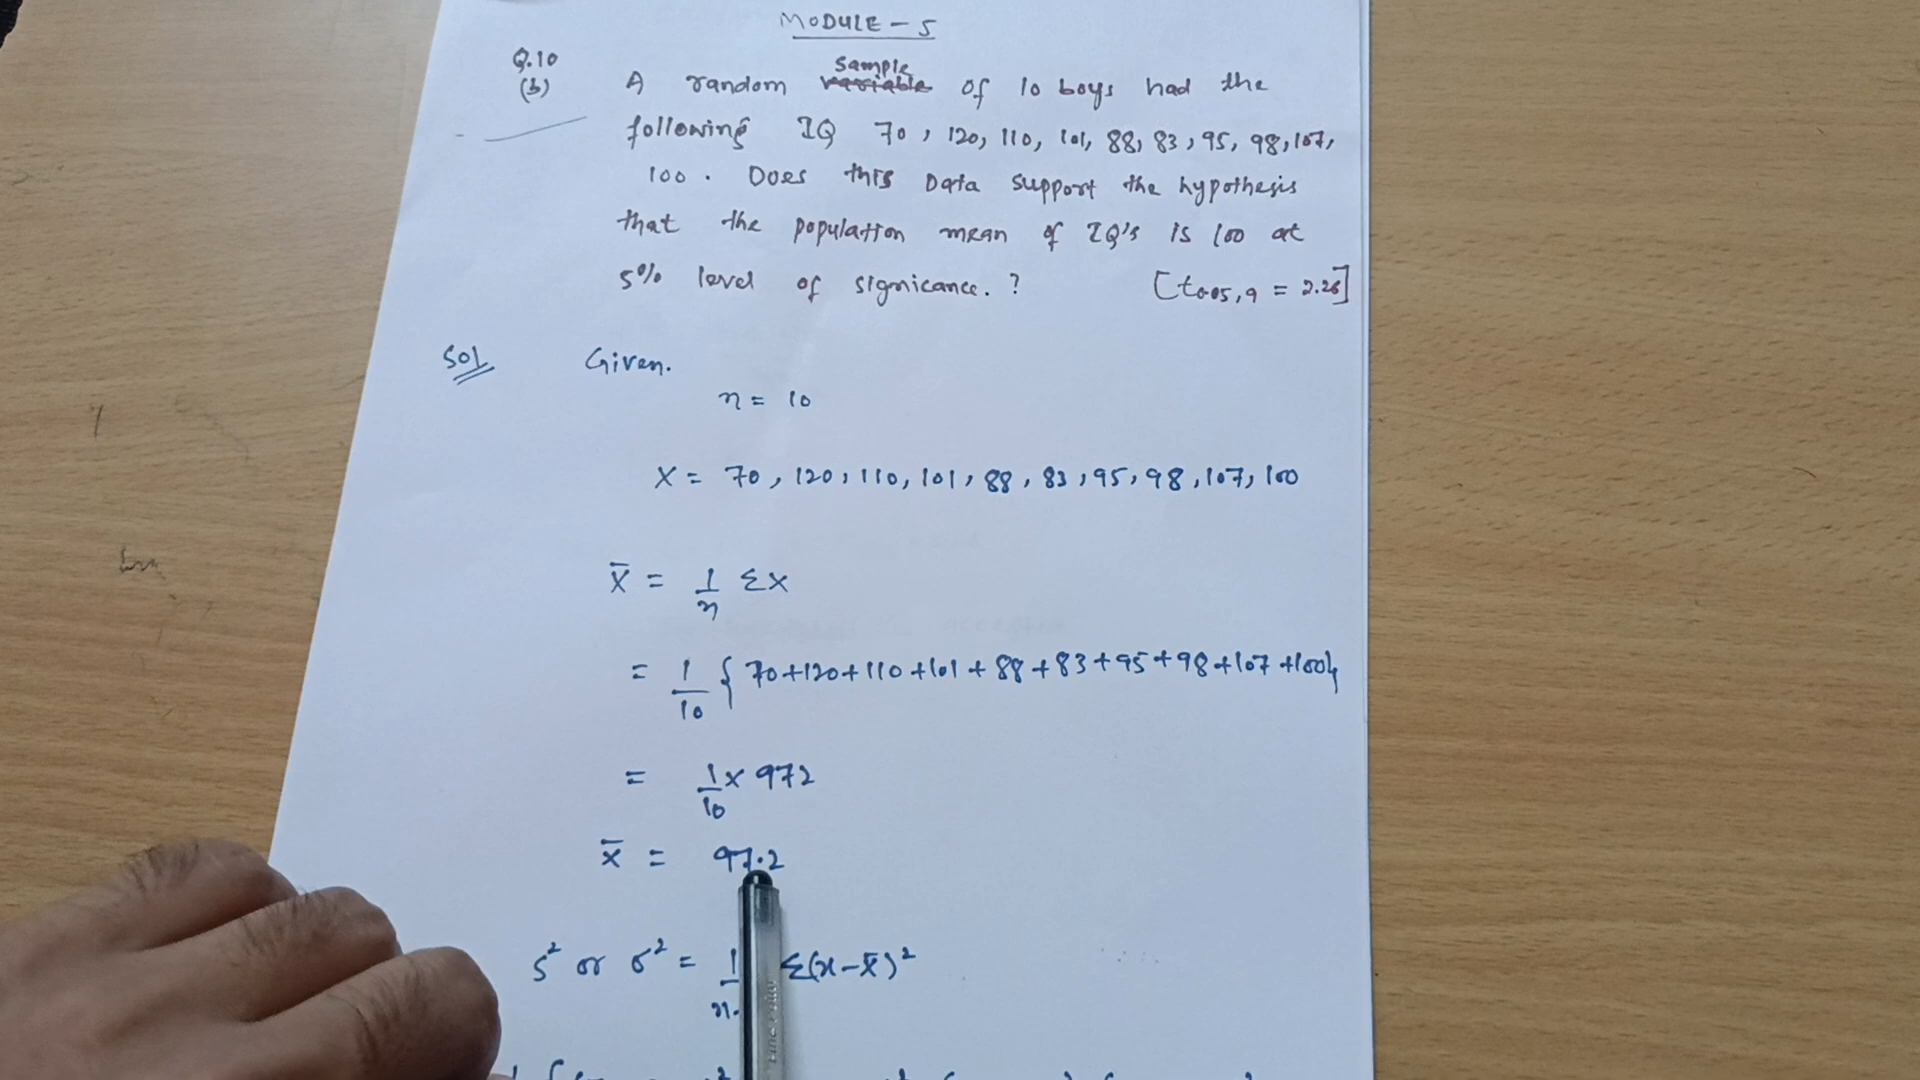 MODULE - 5
Q.10
(b) A random variable sample of 10 boys had the
following IQ 70, 120, 110, 101, 88, 83, 95, 98, 107,
100. Does this Data support the hypothesis
that the population mean of IQ's is 100 at
5% level of signicance.? [t0.05,9 = 2.26]
Sol Given.
n = 10
X = 70, 120, 110, 101, 88, 83, 95, 98, 107, 100
x̄ = 1/n Σx
= 1/10 {70+120+110+101+88+83+95+98+107+100}
= 1/10 x 972
x̄ = 97.2
s² or σ² = 1/n- Σ(x-x̄)²